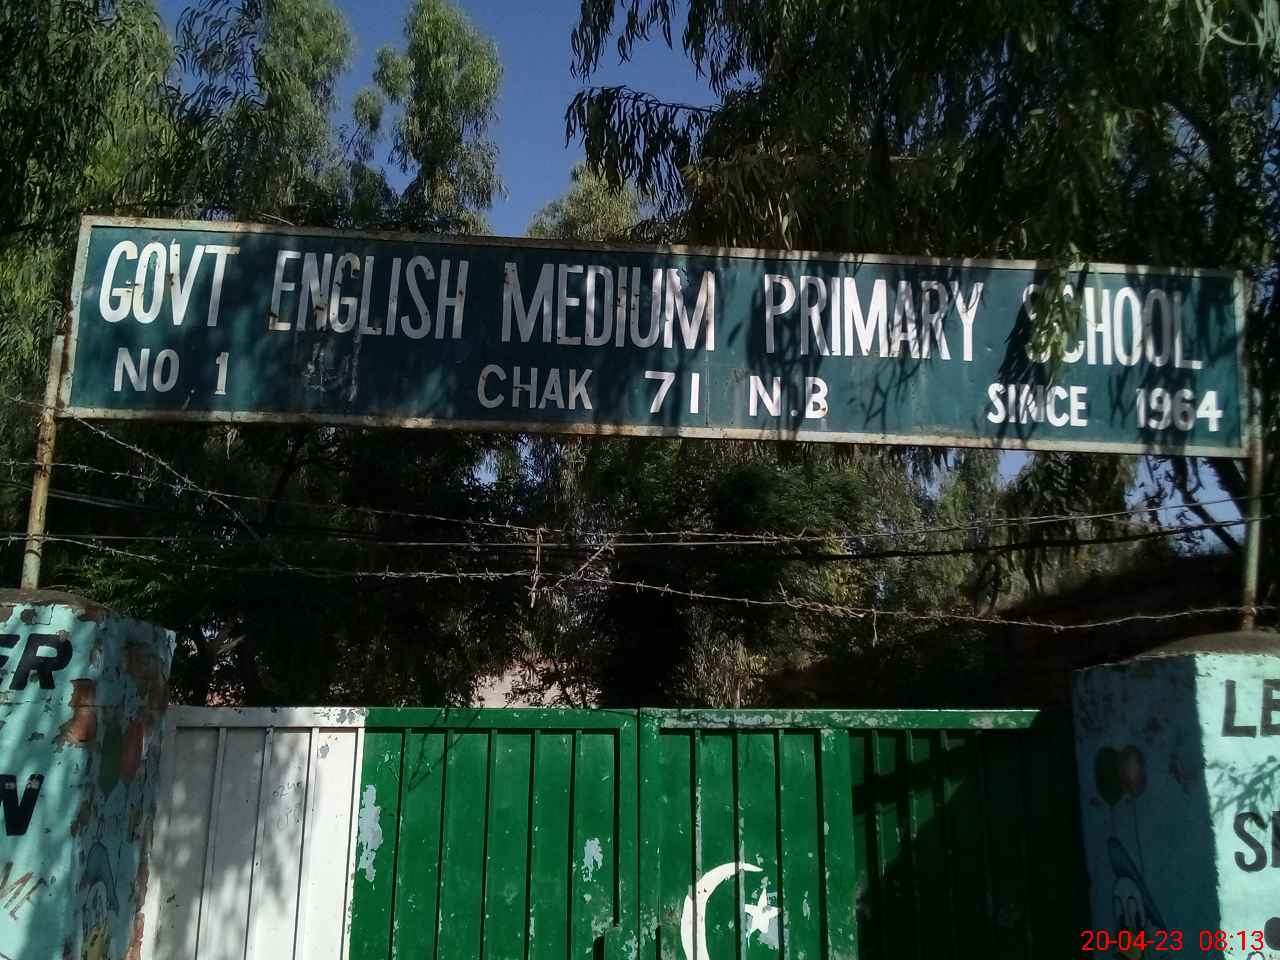 GOVT ENGLISH MEDIUM PRIMARY SCHOOL
NO 1 CHAK 71 N.B SINCE 1964
20-04-23 08:13